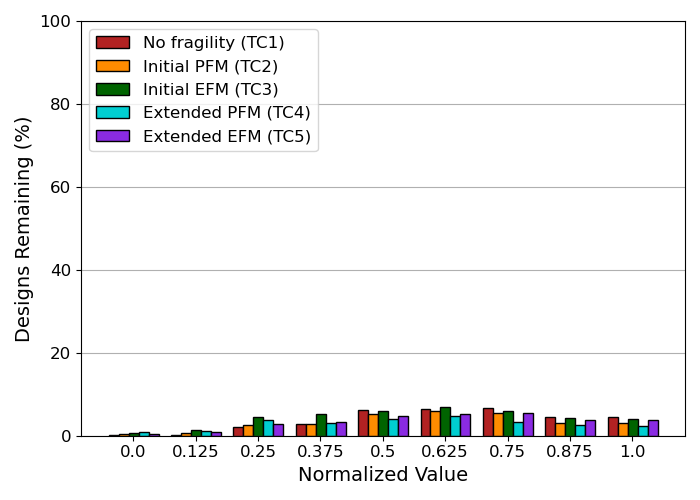 100
80
60
40
20
0
Designs Remaining (%)
No fragility (TC1)
Initial PFM (TC2)
Initial EFM (TC3)
Extended PFM (TC4)
Extended EFM (TC5)
0.0 0.125 0.25 0.375 0.5 0.625 0.75 0.875 1.0
Normalized Value